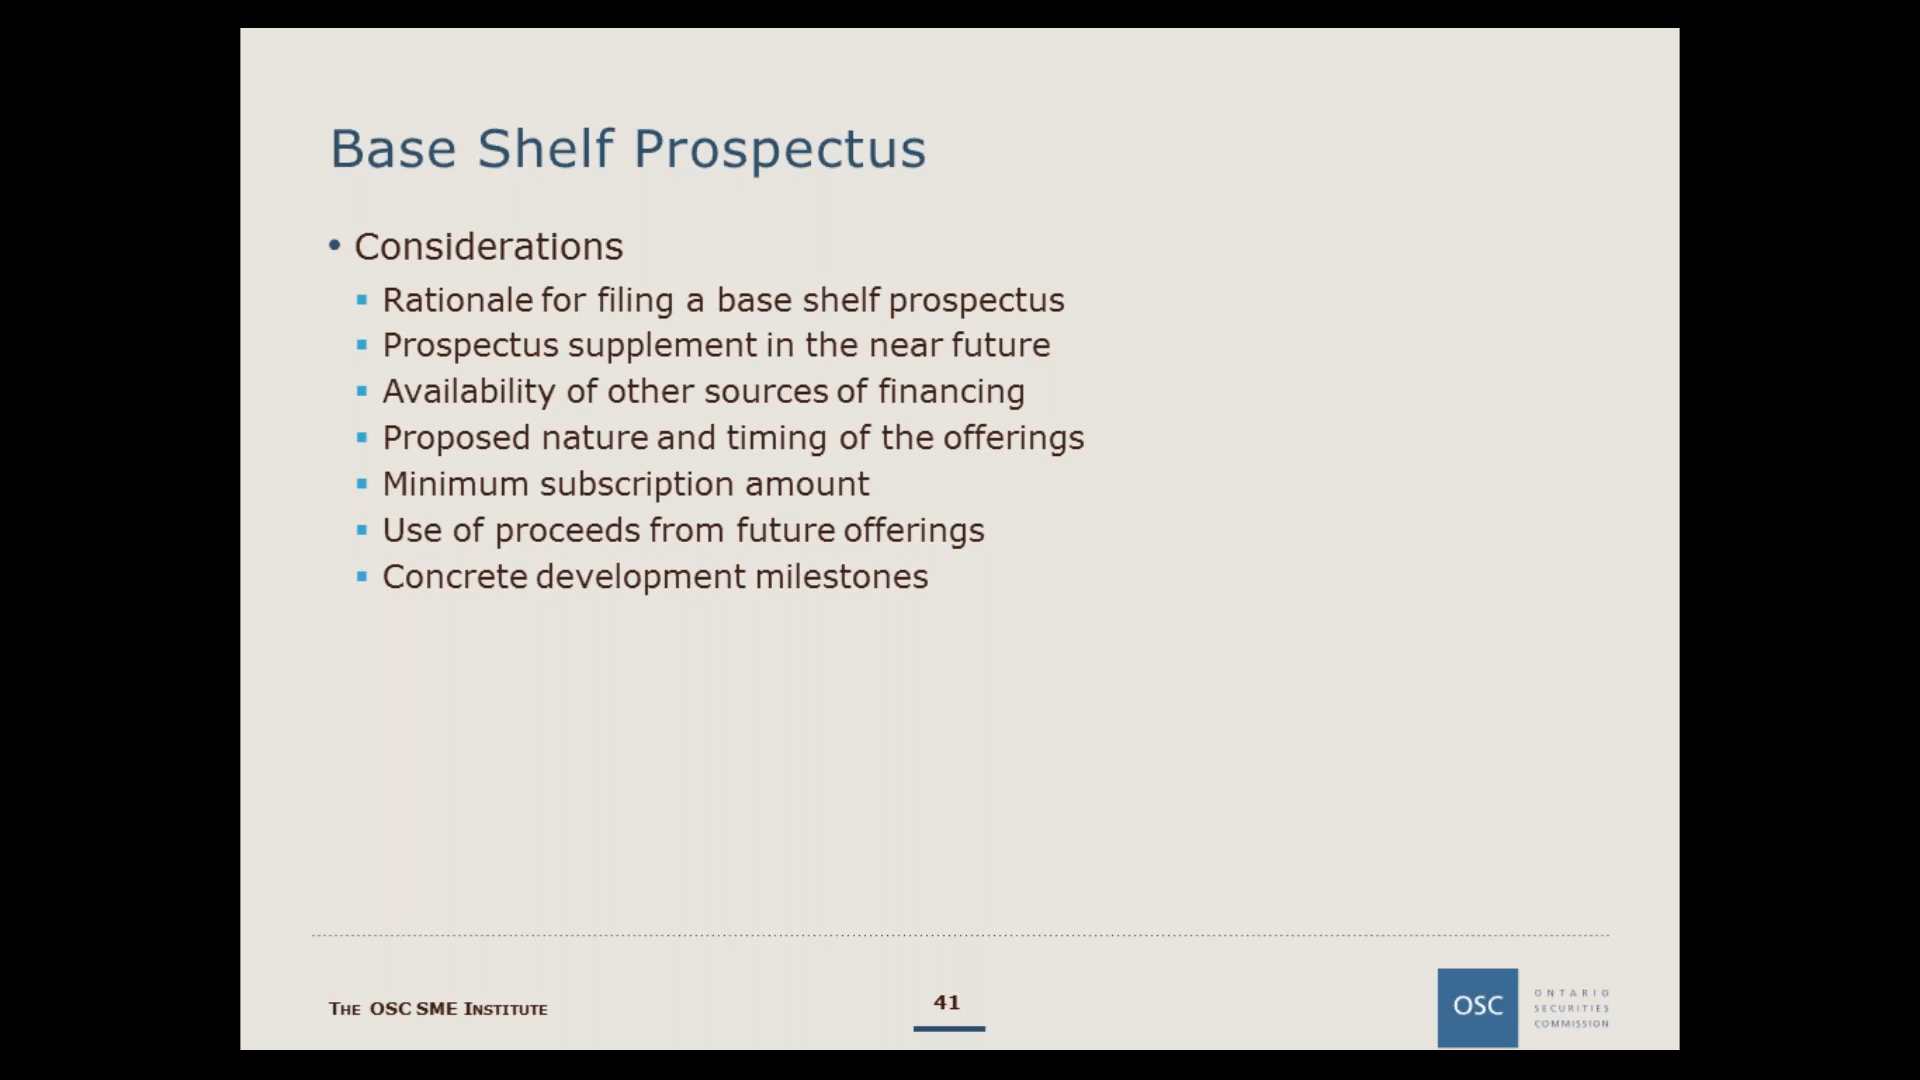 Base Shelf Prospectus
• Considerations
▪ Rationale for filing a base shelf prospectus
▪ Prospectus supplement in the near future
▪ Availability of other sources of financing
▪ Proposed nature and timing of the offerings
▪ Minimum subscription amount
▪ Use of proceeds from future offerings
▪ Concrete development milestones
THE OSC SME INSTITUTE
41
OSC
ONTARIO
SECURITIES
COMMISSION